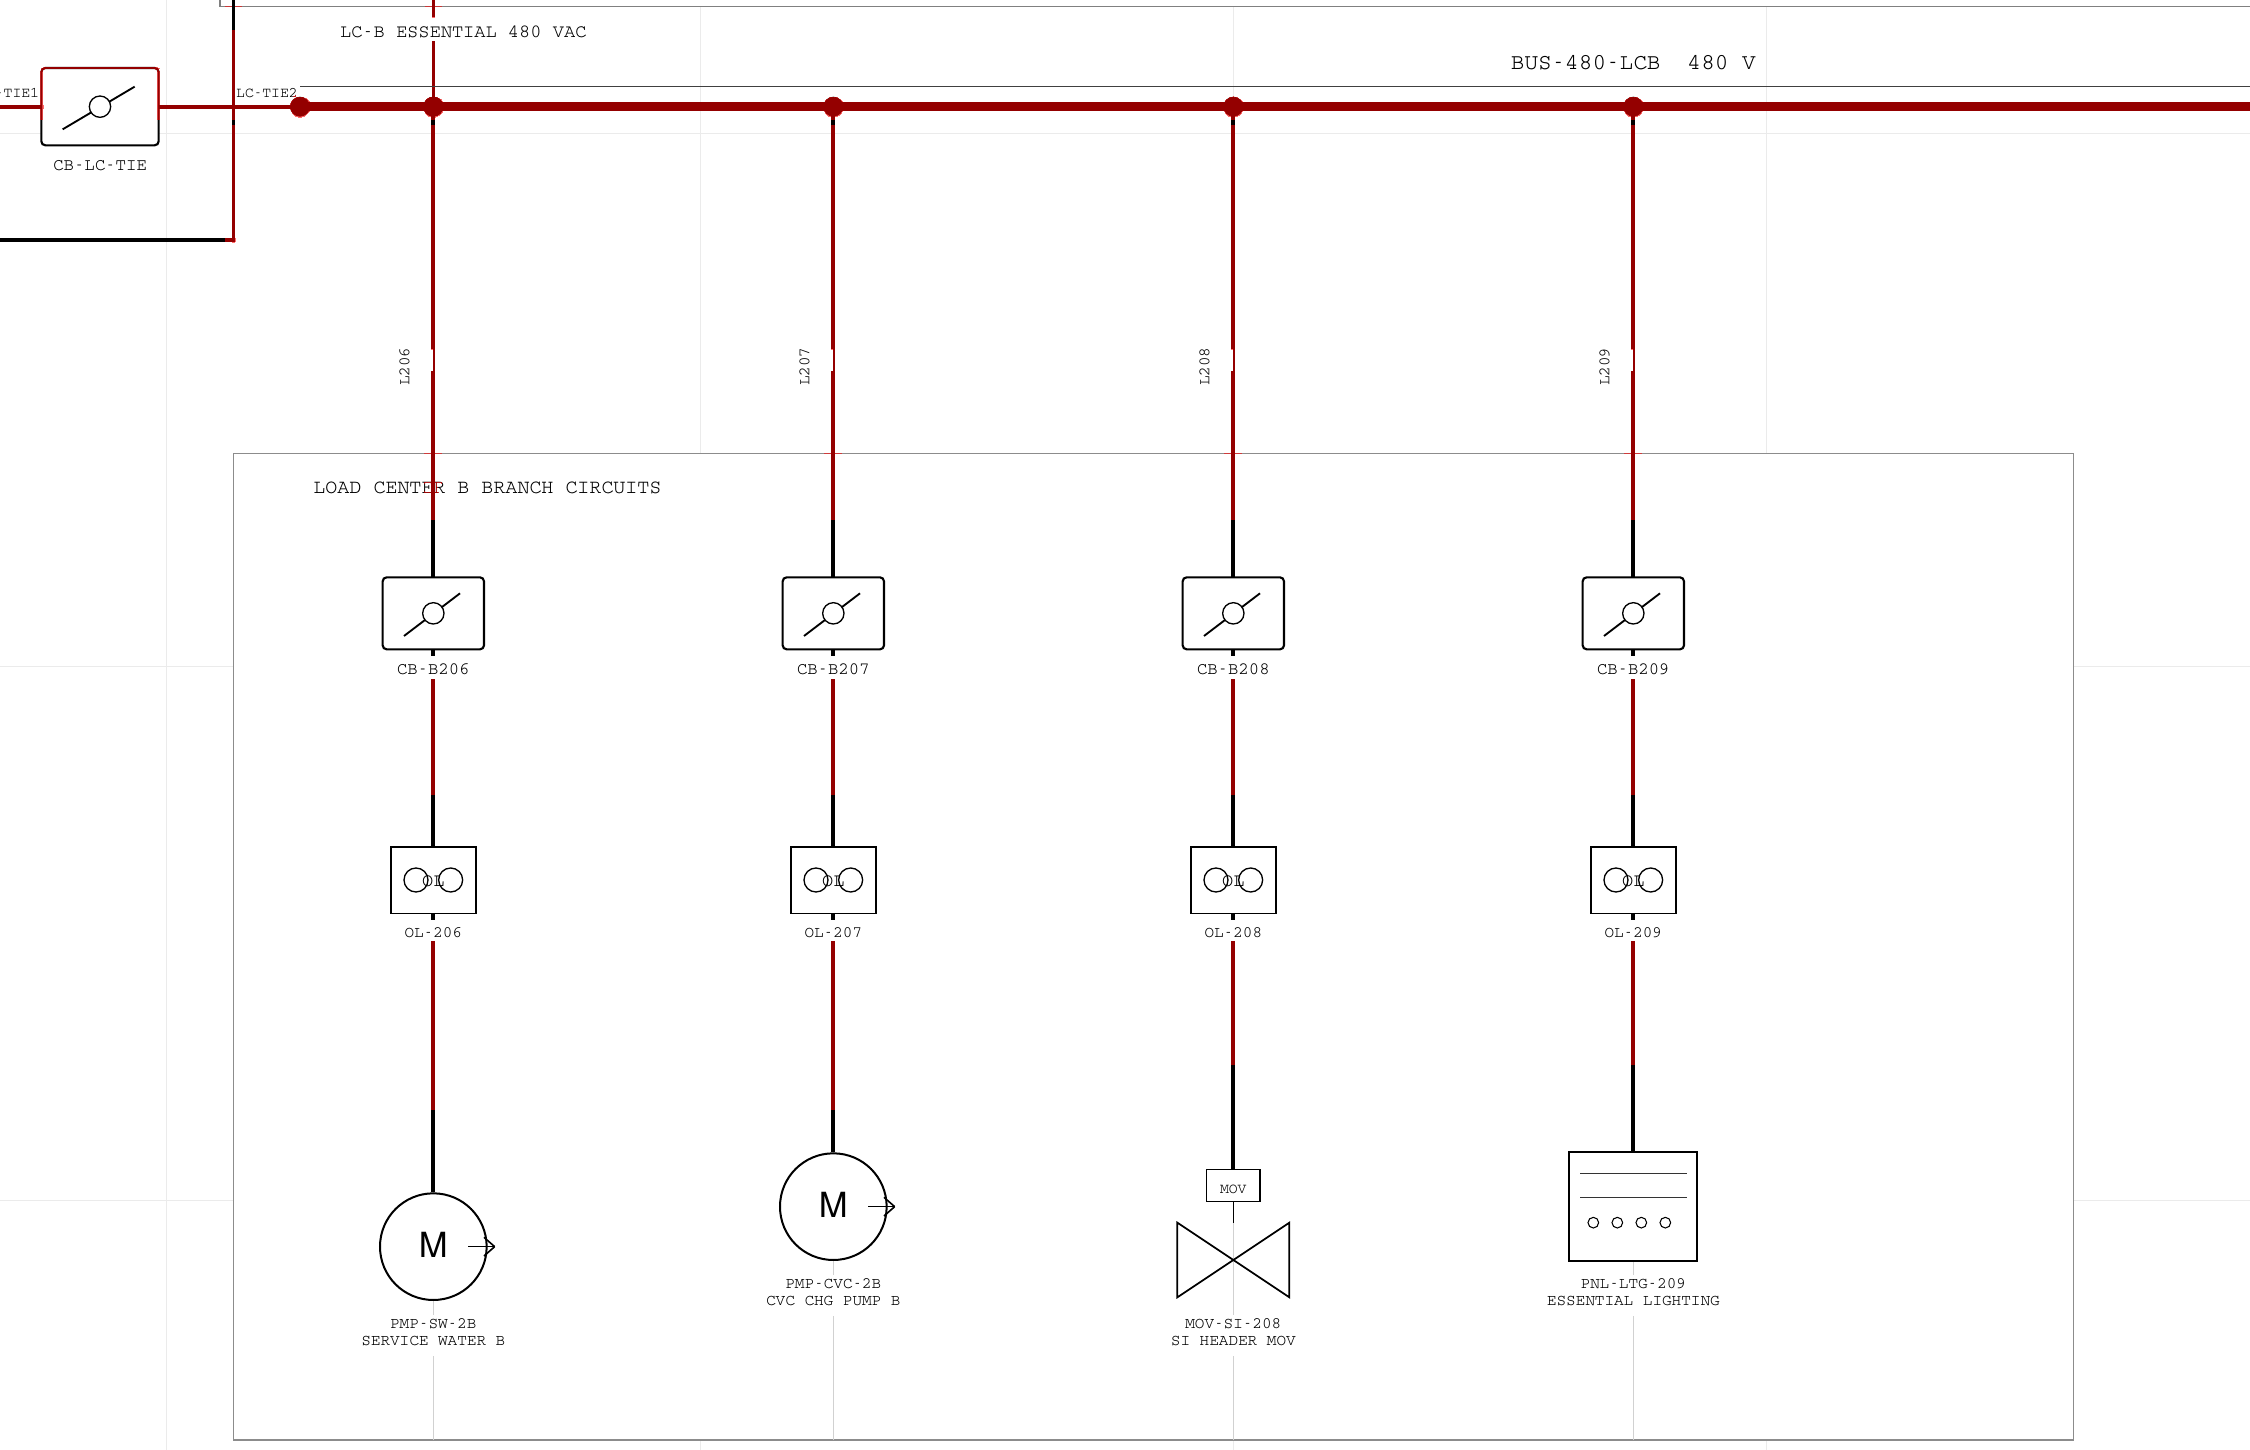 LC-B ESSENTIAL 480 VAC
BUS-480-LCB 480 V
-TIE1
LC-TIE2
CB-LC-TIE
L206
L207
L208
L209
LOAD CENTER B BRANCH CIRCUITS
CB-B206
CB-B207
CB-B208
CB-B209
OL
OL
OL
OL
OL-206
OL-207
OL-208
OL-209
MOV
M
M
PMP-CVC-2B
CVC CHG PUMP B
PNL-LTG-209
ESSENTIAL LIGHTING
PMP-SW-2B
SERVICE WATER B
MOV-SI-208
SI HEADER MOV